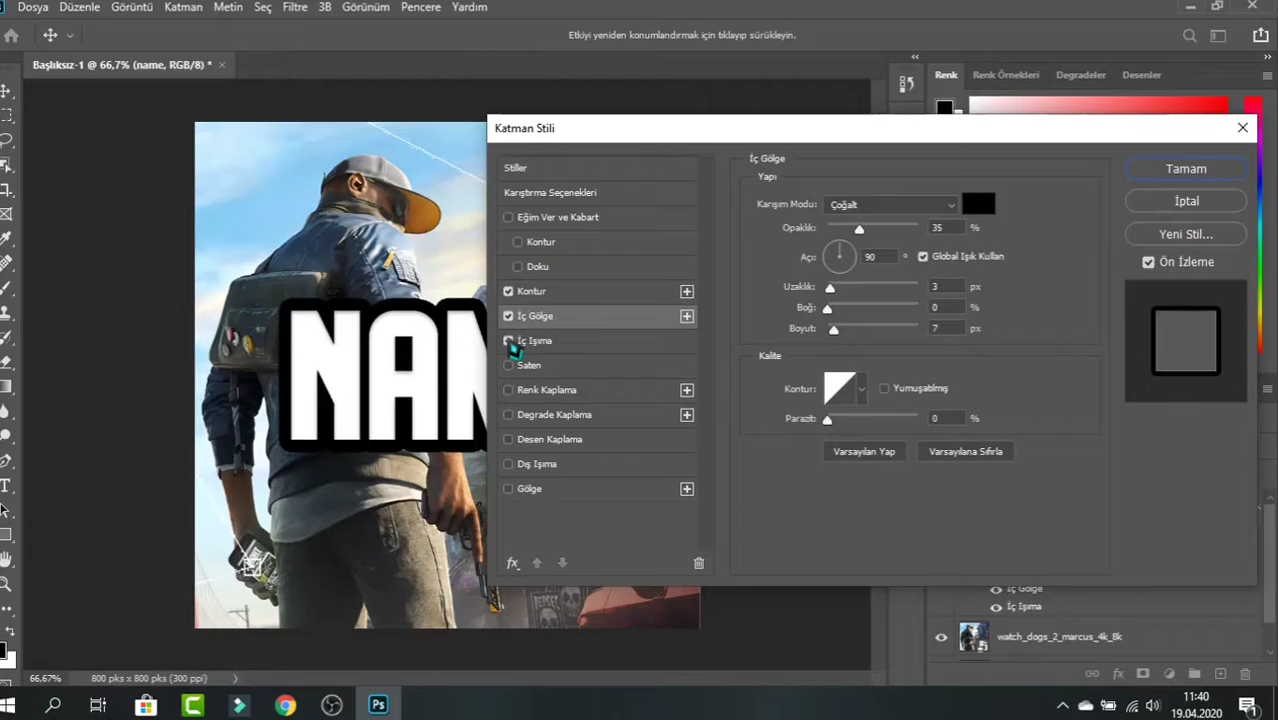 Dosya Düzenle Görüntü Katman Metin Seç Filtre 3B Görünüm Pencere Yardım
Etkiyi yeniden konumlandırmak için tıklayıp sürükleyin.
Başlıksız-1 @ 66,7% (name, RGB/8) *
Renk Renk Örnekleri Degradeler Desenler
Katman Stili
Stiller
Karıştırma Seçenekleri
Eğim Ver ve Kabart
Kontur
Doku
Kontur
İç Gölge
İç Işıma
Saten
Renk Kaplama
Degrade Kaplama
Desen Kaplama
Dış Işıma
Gölge
fx
İç Gölge
Yapı
Karışım Modu: Çoğalt
Opaklık: 35 %
Açı: 90 ° Global Işık Kullan
Uzaklık: 3 px
Boğ: 0 %
Boyut: 7 px
Kalite
Kontur: Yumuşatılmış
Parazit: 0 %
Varsayılan Yap Varsayılana Sıfırla
Tamam
İptal
Yeni Stil...
Ön İzleme
NAM
İç Gölge
İç Işıma
watch_dogs_2_marcus_4k_8k
fx
66,67% 800 pks x 800 pks (300 ppi)
Ps
11:40
19.04.2020
1